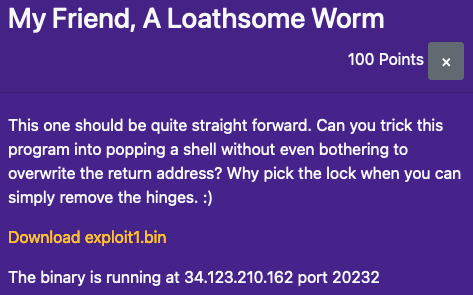 My Friend, A Loathsome Worm
100 Points ×
This one should be quite straight forward. Can you trick this
program into popping a shell without even bothering to
overwrite the return address? Why pick the lock when you can
simply remove the hinges. :)
Download exploit1.bin
The binary is running at 34.123.210.162 port 20232